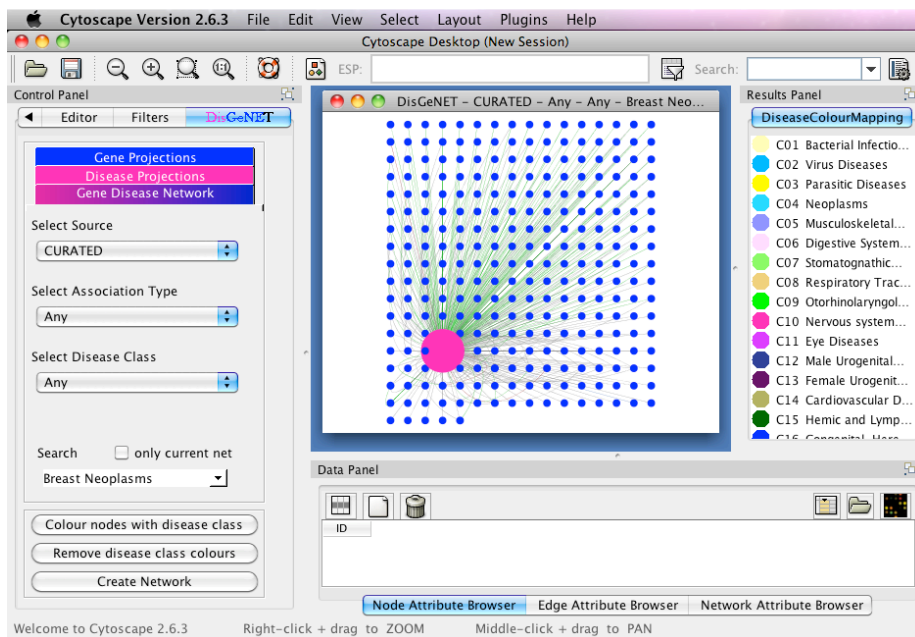 Cytoscape Version 2.6.3 File Edit View Select Layout Plugins Help
Cytoscape Desktop (New Session)
ESP: Search:
Control Panel
Editor Filters DisGeNET
Gene Projections
Disease Projections
Gene Disease Network
Select Source
CURATED
Select Association Type
Any
Select Disease Class
Any
Search only current net
Breast Neoplasms
Colour nodes with disease class
Remove disease class colours
Create Network
DisGeNET - CURATED - Any - Any - Breast Neo...
Results Panel
DiseaseColourMapping
C01 Bacterial Infectio...
C02 Virus Diseases
C03 Parasitic Diseases
C04 Neoplasms
C05 Musculoskeletal...
C06 Digestive System...
C07 Stomatognathic...
C08 Respiratory Trac...
C09 Otorhinolaryngol...
C10 Nervous system...
C11 Eye Diseases
C12 Male Urogenital...
C13 Female Urogenit...
C14 Cardiovascular D...
C15 Hemic and Lymp...
C16 Congenital, Here...
Data Panel
ID
Node Attribute Browser Edge Attribute Browser Network Attribute Browser
Welcome to Cytoscape 2.6.3 Right-click + drag to ZOOM Middle-click + drag to PAN